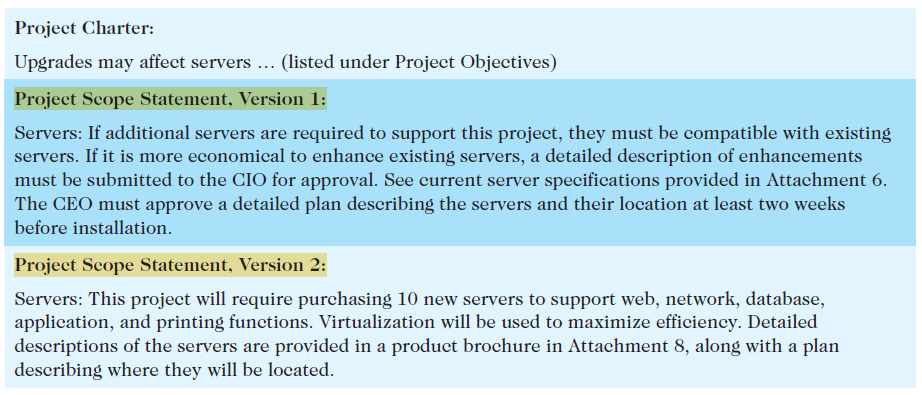 Project Charter:
Upgrades may affect servers … (listed under Project Objectives)
Project Scope Statement, Version 1:
Servers: If additional servers are required to support this project, they must be compatible with existing
servers. If it is more economical to enhance existing servers, a detailed description of enhancements
must be submitted to the CIO for approval. See current server specifications provided in Attachment 6.
The CEO must approve a detailed plan describing the servers and their location at least two weeks
before installation.
Project Scope Statement, Version 2:
Servers: This project will require purchasing 10 new servers to support web, network, database,
application, and printing functions. Virtualization will be used to maximize efficiency. Detailed
descriptions of the servers are provided in a product brochure in Attachment 8, along with a plan
describing where they will be located.